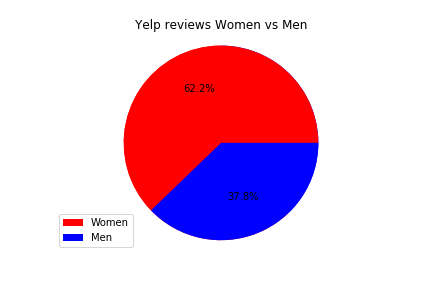 Yelp reviews Women vs Men
62.2%
37.8%
Women
Men